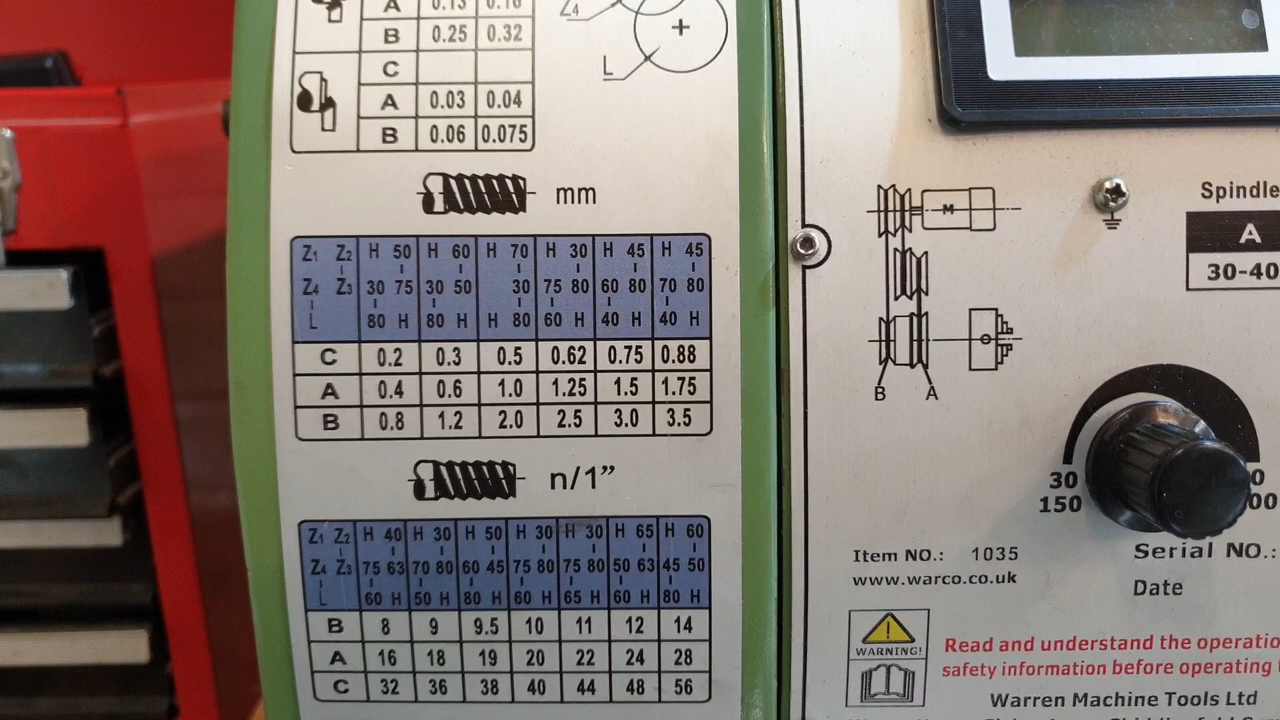 A 0.13 0.16
B 0.25 0.32
C
A 0.03 0.04
B 0.06 0.075
Z4
L
mm
Z1 Z2 H 50 H 60 H 70 H 30 H 45 H 45
Z4 Z3 30 75 30 50 30 75 80 60 80 70 80
L 80 H 80 H H 80 60 H 40 H 40 H
C 0.2 0.3 0.5 0.62 0.75 0.88
A 0.4 0.6 1.0 1.25 1.5 1.75
B 0.8 1.2 2.0 2.5 3.0 3.5
n/1”
Z1 Z2 H 40 H 30 H 50 H 30 H 30 H 65 H 60
Z4 Z3 75 63 70 80 60 45 75 80 75 80 50 63 45 50
L 60 H 50 H 80 H 60 H 65 H 60 H 80 H
B 8 9 9.5 10 11 12 14
A 16 18 19 20 22 24 28
C 32 36 38 40 44 48 56
M
B A
Spindle
A
30-40
30
150
Item NO.: 1035
www.warco.co.uk
Serial NO.:
Date
WARNING!
Read and understand the
safety information before operating
Warren Machine Tools Ltd